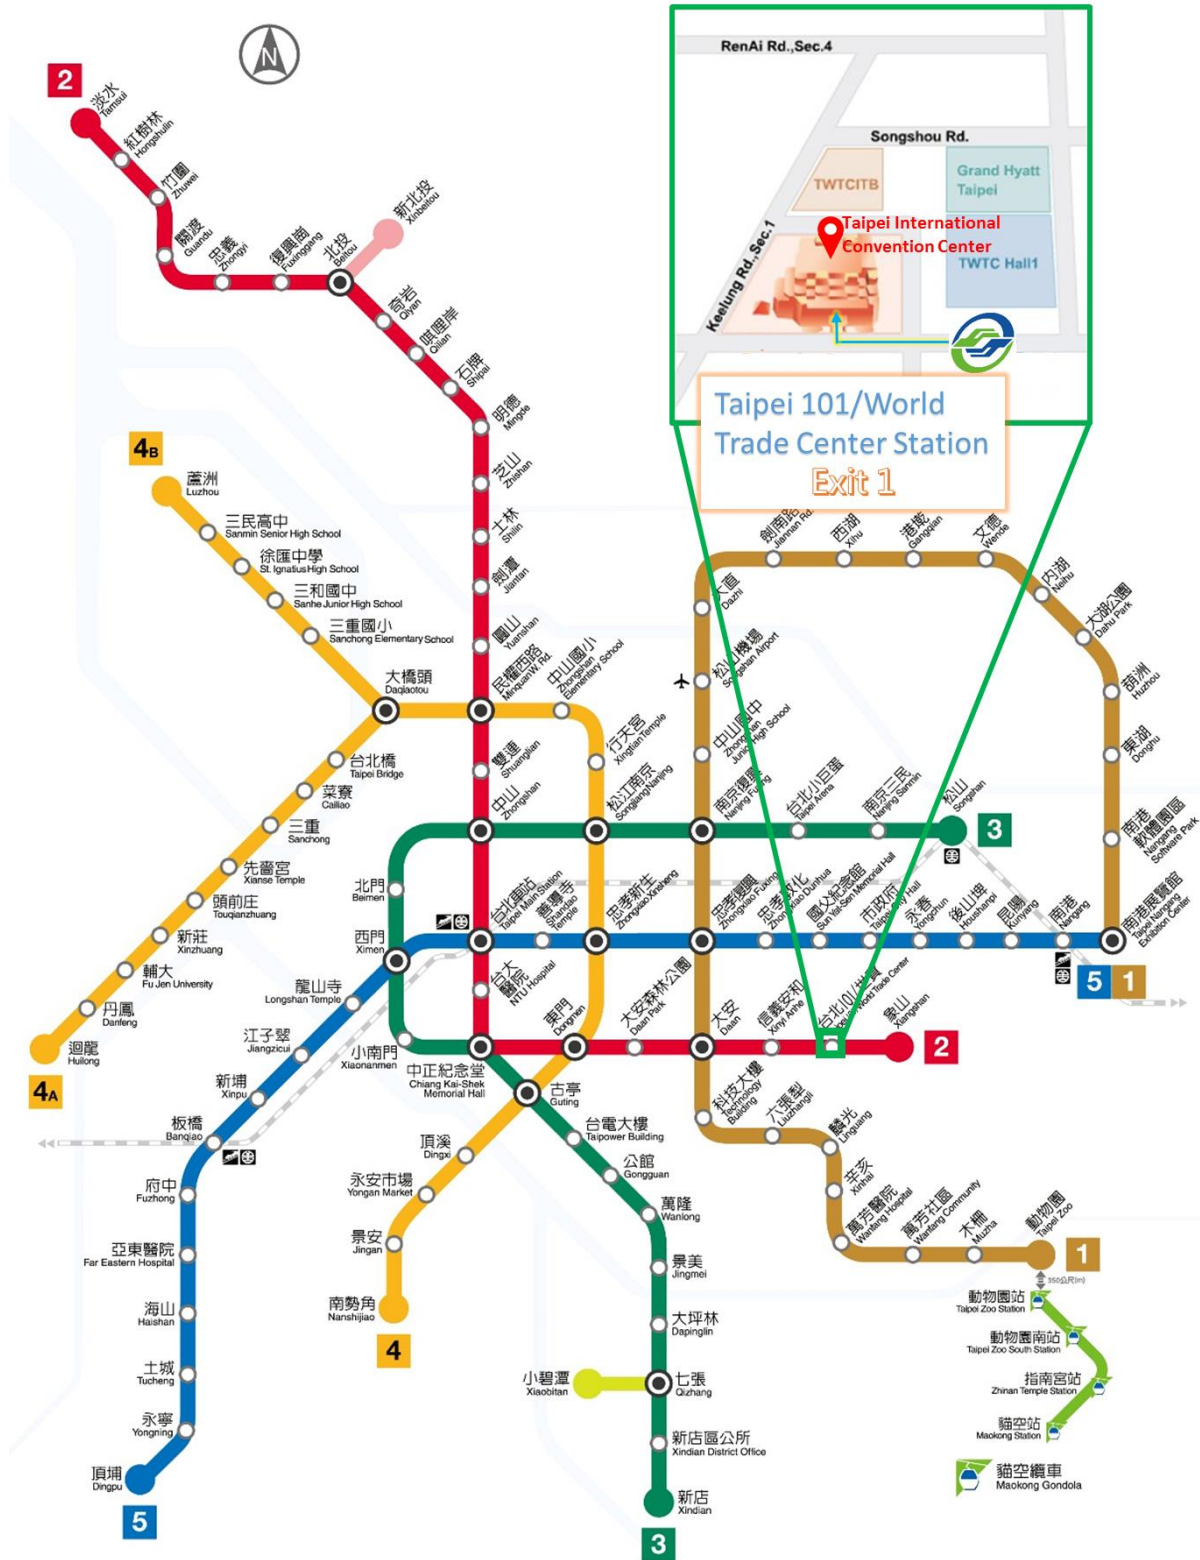 N
RenAi Rd.,Sec.4
Songshou Rd.
TWTCITB
Grand Hyatt
Taipei
Taipei International
Convention Center
TWTC Hall1
Keelung Rd.,Sec.1
Taipei 101/World
Trade Center Station
Exit 1
2
淡水
Tamsui
紅樹林
Hongshulin
竹圍
Zhuwei
關渡
Guandu
忠義
Zhongyi
復興崗
Fuxinggang
北投
Beitou
新北投
Xinbeitou
奇岩
Qiyan
唭哩岸
Qilian
石牌
Shipai
明德
Mingde
芝山
Zhishan
士林
Shilin
劍潭
Jiantan
圓山
Yuanshan
民權西路
Minquan W. Rd.
雙連
Shuanglian
中山
Zhongshan
4B
蘆洲
Luzhou
三民高中
Sanmin Senior High School
徐匯中學
St. Ignatius High School
三和國中
Sanhe Junior High School
三重國小
Sanchong Elementary School
大橋頭
Daqiaotou
台北橋
Taipei Bridge
菜寮
Cailiao
三重
Sanchong
先嗇宮
Xianse Temple
頭前庄
Touqianzhuang
新莊
Xinzhuang
輔大
Fu Jen University
丹鳳
Danfeng
迴龍
Huilong
4A
中山國小
Zhongshan
Elementary School
行天宮
Xingtian Temple
松江南京
Songjiang Nanjing
劍南路
Jiannan Rd.
西湖
Xihu
港墘
Gangqian
文德
Wende
內湖
Neihu
大湖公園
Dahu Park
葫洲
Huzhou
東湖
Donghu
南港
軟體園區
Nangang
Software Park
南港展覽館
Taipei Nangang
Exhibition Center
大直
Dazhi
松山機場
Songshan Airport
中山國中
Zhongshan
Junior High School
南京復興
Nanjing Fuxing
台北小巨蛋
Taipei Arena
南京三民
Nanjing Sanmin
松山
Songshan
3
北門
Beimen
西門
Ximen
台北車站
Taipei Main Station
善導寺
Shandao
Temple
忠孝新生
Zhongxiao Xinsheng
忠孝復興
Zhongxiao Fuxing
忠孝敦化
Zhongxiao Dunhua
國父紀念館
Sun Yat-Sen Memorial Hall
市政府
Taipei City Hall
永春
Yongchun
後山埤
Houshanpi
昆陽
Kunyang
南港
Nangang
5 1
龍山寺
Longshan Temple
江子翠
Jiangzicui
新埔
Xinpu
板橋
Banqiao
府中
Fuzhong
亞東醫院
Far Eastern Hospital
海山
Haishan
土城
Tucheng
永寧
Yongning
頂埔
Dingpu
5
台大
醫院
NTU Hospital
小南門
Xiaonanmen
中正紀念堂
Chiang Kai-Shek
Memorial Hall
東門
Dongmen
大安森林公園
Daan Park
大安
Daan
信義安和
Xinyi Anhe
台北101/世貿
World Trade Center
象山
Xiangshan
2
古亭
Guting
台電大樓
Taipower Building
公館
Gongguan
萬隆
Wanlong
景美
Jingmei
大坪林
Dapinglin
七張
Qizhang
小碧潭
Xiaobitan
新店區公所
Xindian District Office
新店
Xindian
3
頂溪
Dingxi
永安市場
Yongan Market
景安
Jingan
南勢角
Nanshijiao
4
科技大樓
Technology
Building
六張犁
Liuzhangli
麟光
Linguang
辛亥
Xinhai
萬芳醫院
Wanfang Hospital
萬芳社區
Wanfang Community
木柵
Muzha
動物園
Taipei Zoo
1
350公尺(m)
動物園站
Taipei Zoo Station
動物園南站
Taipei Zoo South Station
指南宮站
Zhinan Temple Station
貓空站
Maokong Station
貓空纜車
Maokong Gondola